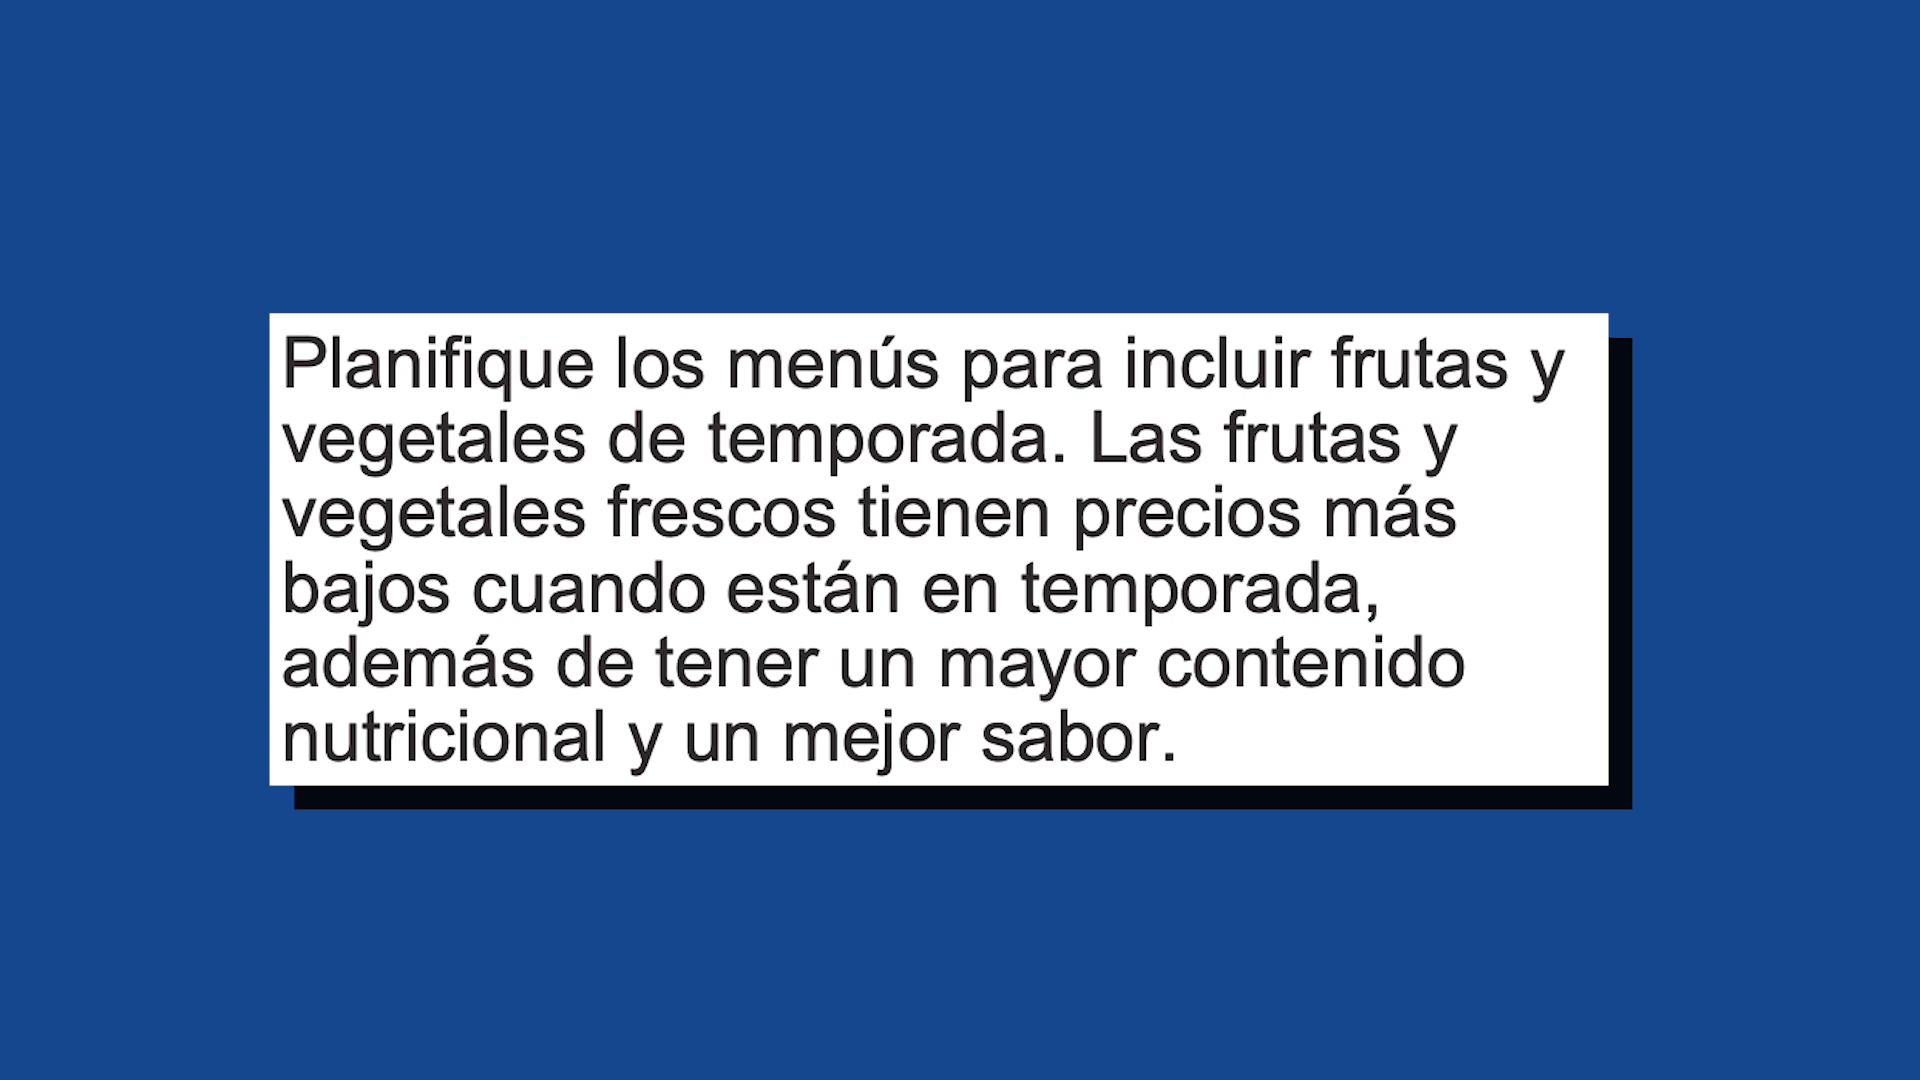 Planifique los menús para incluir frutas y
vegetales de temporada. Las frutas y
vegetales frescos tienen precios más
bajos cuando están en temporada,
además de tener un mayor contenido
nutricional y un mejor sabor.